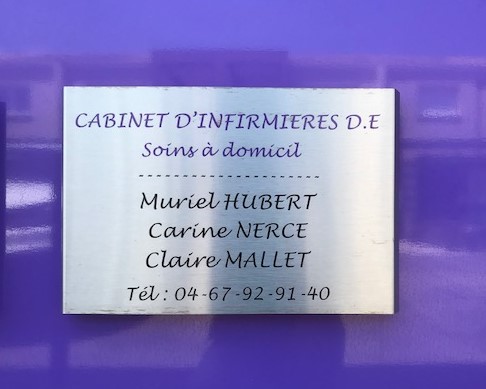 CABINET D'INFIRMIERES D.E
Soins à domicil
Muriel HUBERT
Carine NERCE
Claire MALLET
Tél : 04-67-92-91-40